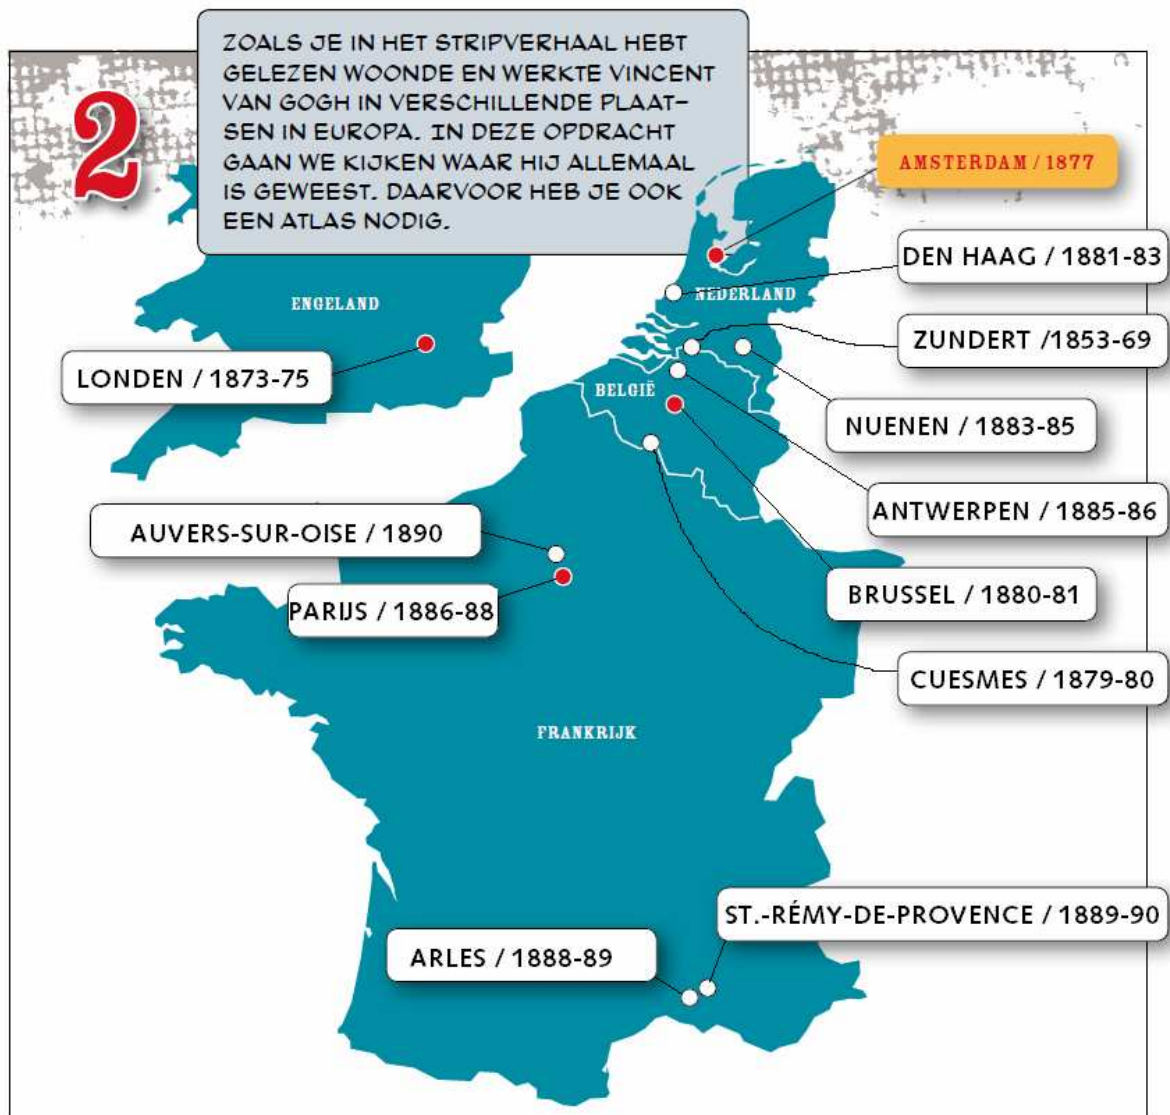 2
ZOALS JE IN HET STRIPVERHAAL HEBT
GELEZEN WOONDE EN WERKTE VINCENT
VAN GOGH IN VERSCHILLENDE PLAAT-
SEN IN EUROPA. IN DEZE OPDRACHT
GAAN WE KIJKEN WAAR HIJ ALLEMAAL
IS GEWEEST. DAARVOOR HEB JE OOK
EEN ATLAS NODIG.
AMSTERDAM / 1877
DEN HAAG / 1881-83
NEDERLAND
ENGELAND
ZUNDERT /1853-69
LONDEN / 1873-75
BELGIË
NUENEN / 1883-85
ANTWERPEN / 1885-86
AUVERS-SUR-OISE / 1890
BRUSSEL / 1880-81
PARIJS / 1886-88
CUESMES / 1879-80
FRANKRIJK
ST.-RÉMY-DE-PROVENCE / 1889-90
ARLES / 1888-89